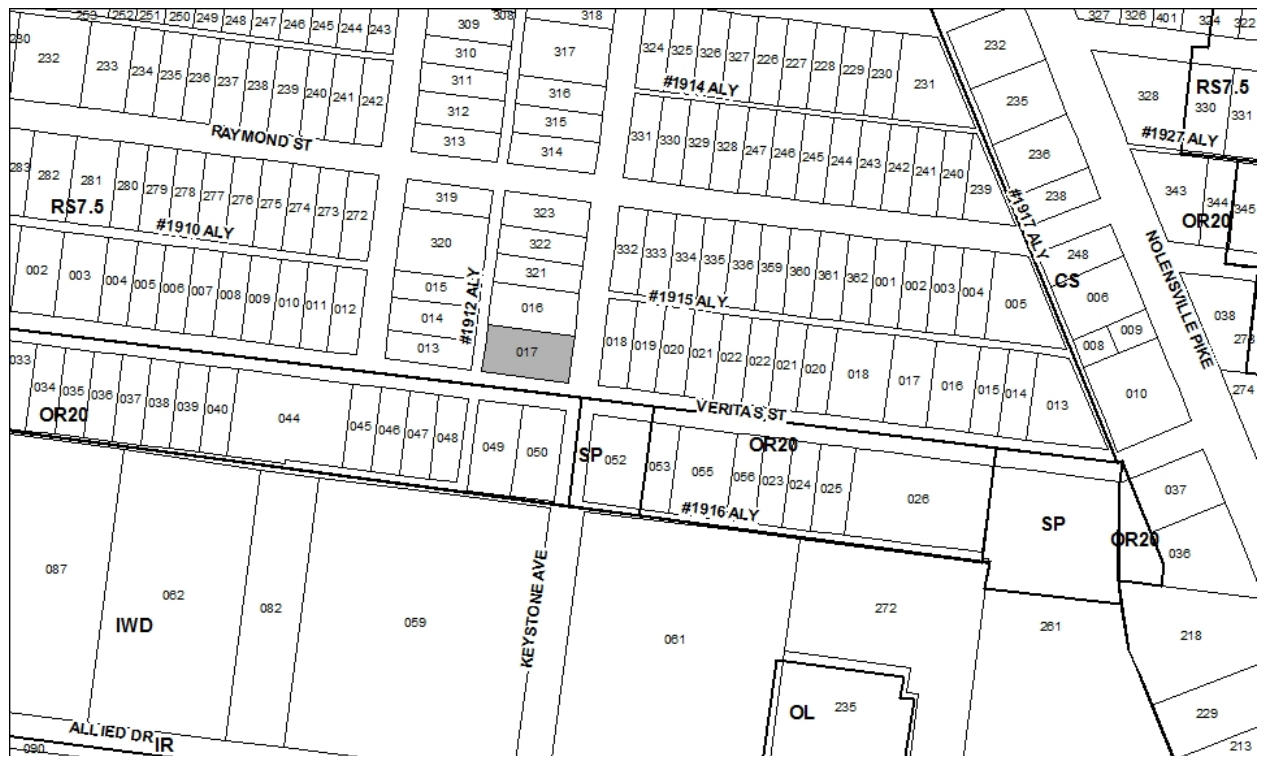 253 252 251 250 249 248 247 246 245 244 243
309 308 318
327 326 401 324 322
230 232 233 234 235 236 237 238 239 240 241 242
310 317 324 325 326 327 226 227 228 229 230 231 232
311 316 #1914 ALY 235 328 RS7.5
330 331
312 315
RAYMOND ST
313 314 331 330 329 328 247 246 245 244 243 242 241 240 239 236 #1927 ALY
283 282 281 280 279 278 277 276 275 274 273 272
RS7.5
319 323 238 #1917 ALY 343 344 345
OR20
#1910 ALY
320 322 332 333 334 335 336 359 360 361 362 001 002 003 004 005 248 NOLENSVILLE PIKE
CS
002 003 004 005 006 007 008 009 010 011 012
015 #1912 ALY 321 #1915 ALY 006
014 016 009 038
013 017 018 019 020 021 022 022 021 020 018 017 016 015 014 013 008 010 273
274
033
034 035 036 037 038 039 040 044 045 046 047 048 049 050
OR20
VERITAS ST
SP 052 053 055 056 023 024 025 026
OR20
#1916 ALY
037
SP OR20 036
087 062 082 059 KEYSTONE AVE 061 272 261 218
IWD
OL 235 229
ALLIED DR IR
090 213